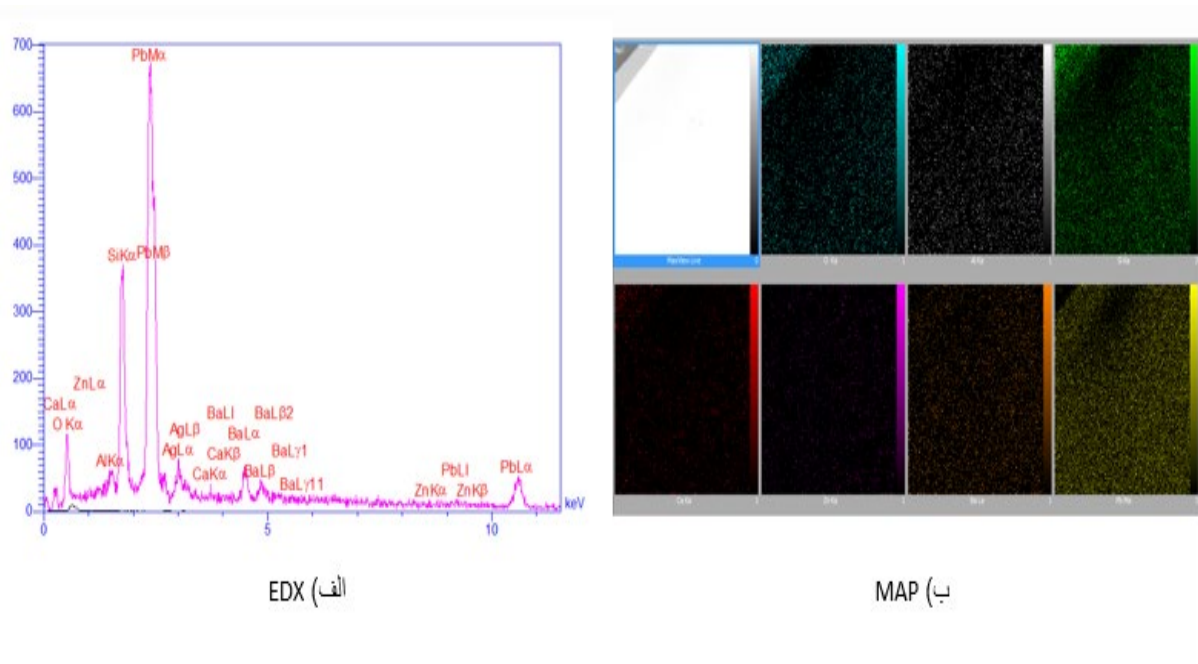 700
PbMα
600
500
400
SiKα PbMβ
300
200
ZnLα
CaLα
BaLl BaLβ2
O Kα
AgLβ BaLα
100
AlKα AgLα CaKβ BaLγ1
CaKα BaLβ PbLl PbLα
BaLγ11 ZnKα ZnKβ
0
keV
0 5 10
الف) EDX
ب) MAP